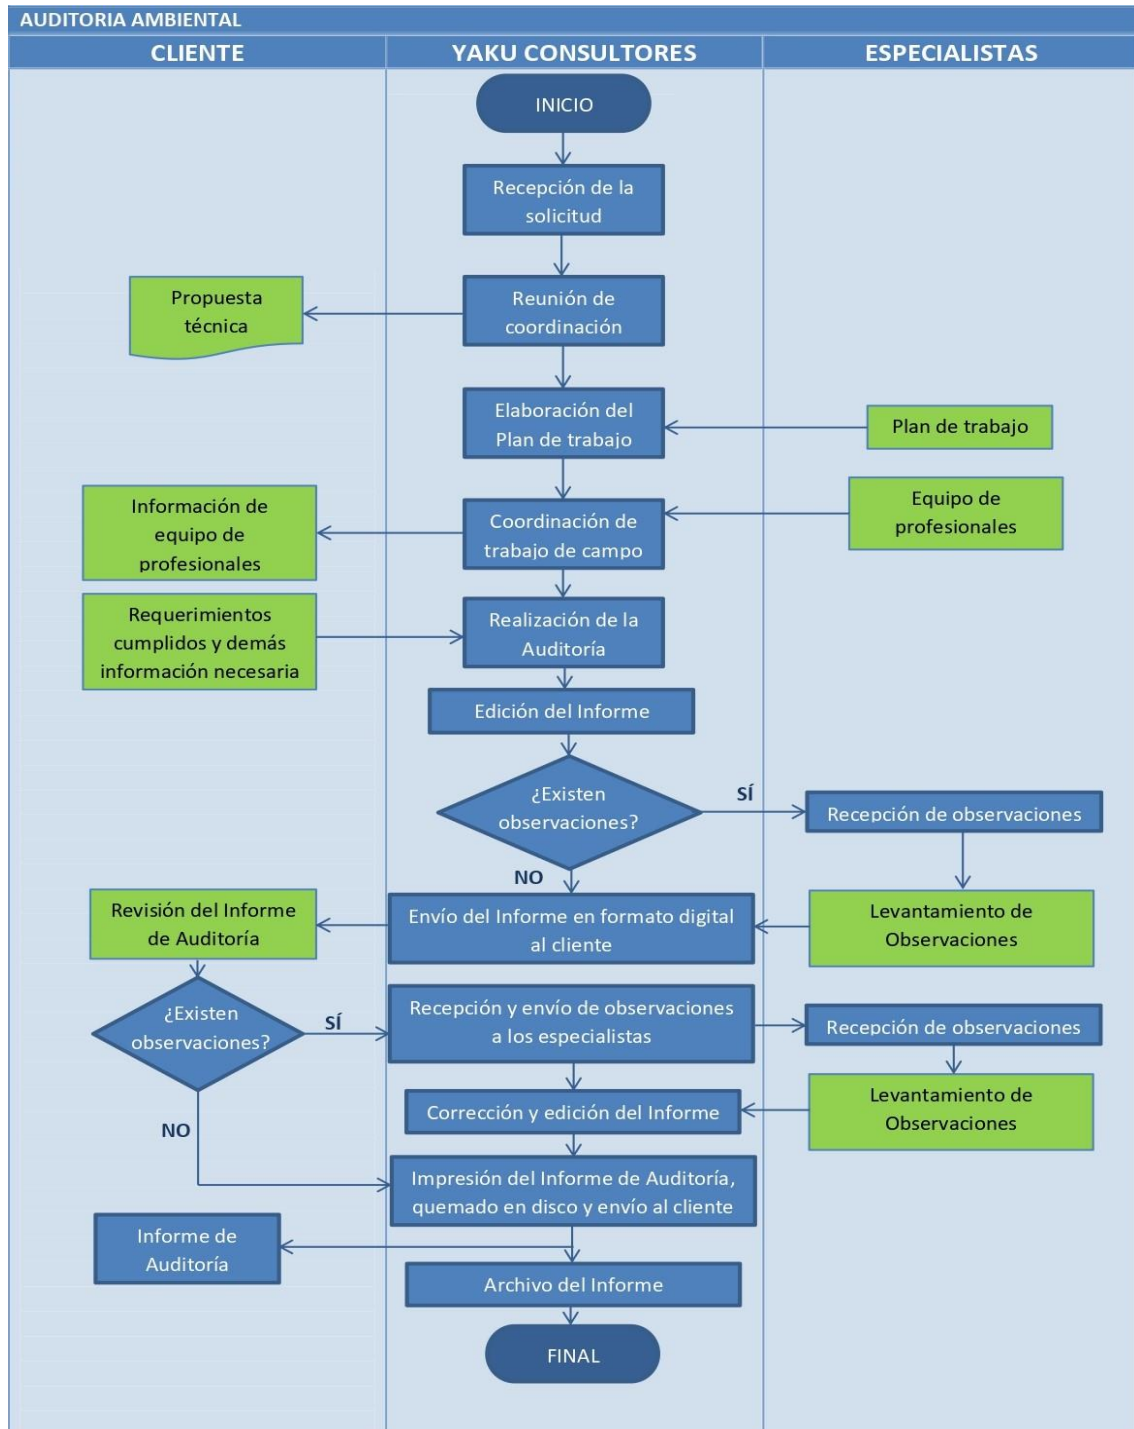 AUDITORIA AMBIENTAL
CLIENTE
YAKU CONSULTORES
ESPECIALISTAS
INICIO
Recepción de la
solicitud
Propuesta
técnica
Reunión de
coordinación
Elaboración del
Plan de trabajo
Plan de trabajo
Información de
equipo de
profesionales
Coordinación de
trabajo de campo
Equipo de
profesionales
Requerimientos
cumplidos y demás
información necesaria
Realización de la
Auditoría
Edición del Informe
¿Existen
observaciones?
SÍ
Recepción de observaciones
NO
Revisión del Informe
de Auditoría
Envío del Informe en formato digital
al cliente
Levantamiento de
Observaciones
¿Existen
observaciones?
SÍ
Recepción y envío de observaciones
a los especialistas
Recepción de observaciones
Corrección y edición del Informe
Levantamiento de
Observaciones
NO
Impresión del Informe de Auditoría,
quemado en disco y envío al cliente
Informe de
Auditoría
Archivo del Informe
FINAL